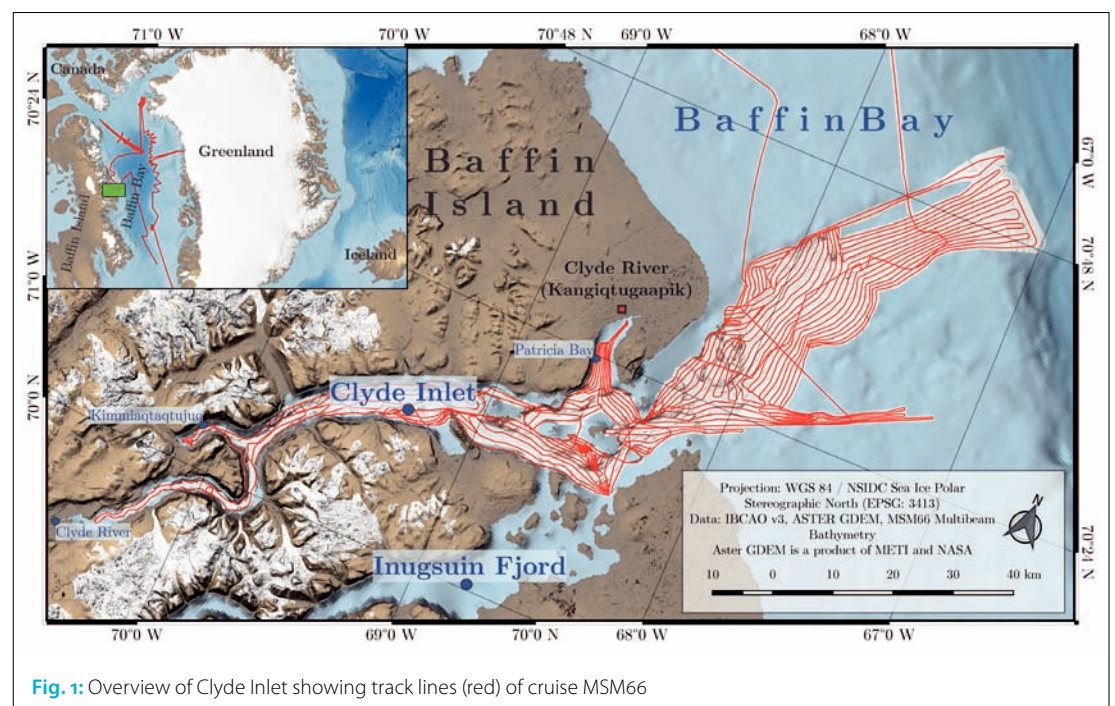 71°0 W
70°0 W
70°48 N
69°0 W
68°0 W
70°24 N
71°0 W
70°0 N
67°0 W
70°48 N
70°24 N
Canada
Greenland
Baffin Bay
Baffin Island
Iceland
Baffin
Island
Baffin Bay
Clyde River
(Kangiqtugaapik)
Patricia Bay
Clyde Inlet
Kimmiaqtaqtujuq
Clyde River
Inugsuin Fjord
Projection: WGS 84 / NSIDC Sea Ice Polar
Stereographic North (EPSG: 3413)
Data: IBCAO v3, ASTER GDEM, MSM66 Multibeam
Bathymetry
Aster GDEM is a product of METI and NASA
N
10 0 10 20 30 40 km
70°0 W
69°0 W
70°0 N
68°0 W
67°0 W
Fig. 1: Overview of Clyde Inlet showing track lines (red) of cruise MSM66